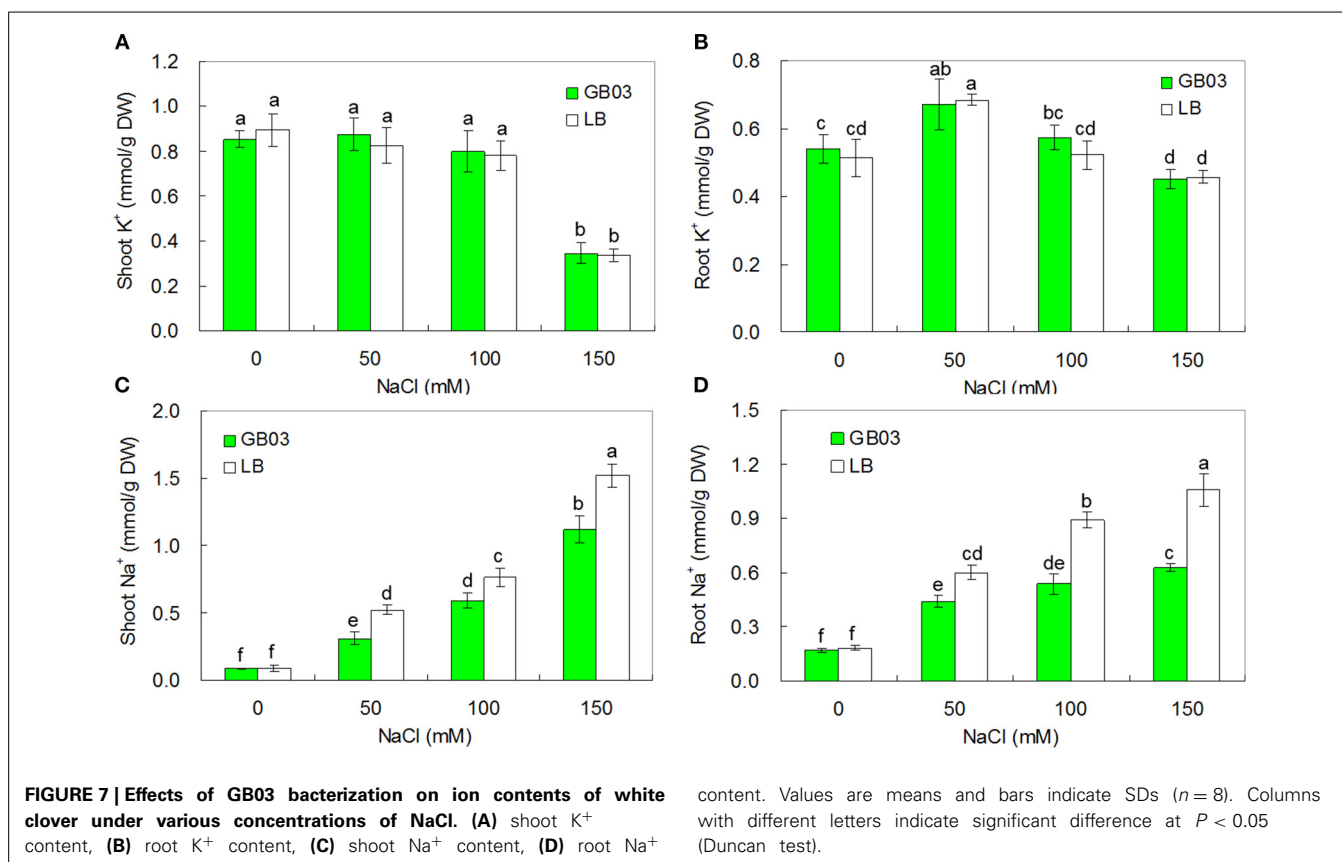 A
Shoot K+ (mmol/g DW)
1.2
1.0
0.8
0.6
0.4
0.2
0.0
GB03
LB
a a a a a a b b
0 50 100 150
NaCl (mM)
B
Root K+ (mmol/g DW)
0.8
0.6
0.4
0.2
0.0
GB03
LB
c cd ab a bc cd d d
0 50 100 150
NaCl (mM)
C
Shoot Na+ (mmol/g DW)
2.0
1.5
1.0
0.5
0.0
GB03
LB
f f e d d c b a
0 50 100 150
NaCl (mM)
D
Root Na+ (mmol/g DW)
1.5
1.2
0.9
0.6
0.3
0.0
GB03
LB
f f e cd de b c a
0 50 100 150
NaCl (mM)
FIGURE 7 | Effects of GB03 bacterization on ion contents of white
clover under various concentrations of NaCl. (A) shoot K+
content, (B) root K+ content, (C) shoot Na+ content, (D) root Na+
content. Values are means and bars indicate SDs (n = 8). Columns
with different letters indicate significant difference at P < 0.05
(Duncan test).